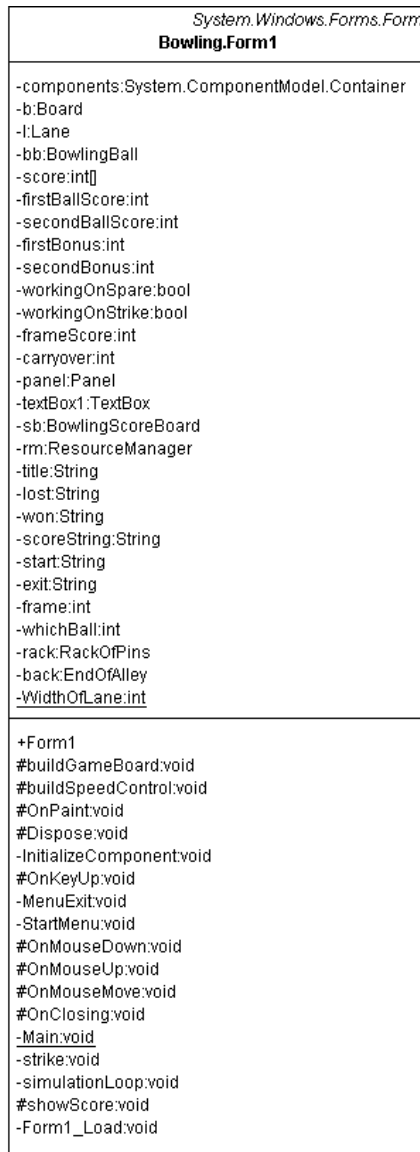 System.Windows.Forms.Form
Bowling.Form1
-components:System.ComponentModel.Container
-b:Board
-l:Lane
-bb:BowlingBall
-score:int[]
-firstBallScore:int
-secondBallScore:int
-firstBonus:int
-secondBonus:int
-workingOnSpare:bool
-workingOnStrike:bool
-frameScore:int
-carryover:int
-panel:Panel
-textBox1:TextBox
-sb:BowlingScoreBoard
-rm:ResourceManager
-title:String
-lost:String
-won:String
-scoreString:String
-start:String
-exit:String
-frame:int
-whichBall:int
-rack:RackOfPins
-back:EndOfAlley
-WidthOfLane:int
+Form1
#buildGameBoard:void
#buildSpeedControl:void
#OnPaint:void
#Dispose:void
-InitializeComponent:void
#OnKeyUp:void
-MenuExit:void
-StartMenu:void
#OnMouseDown:void
#OnMouseUp:void
#OnMouseMove:void
#OnClosing:void
-Main:void
-strike:void
-simulationLoop:void
#showScore:void
-Form1_Load:void